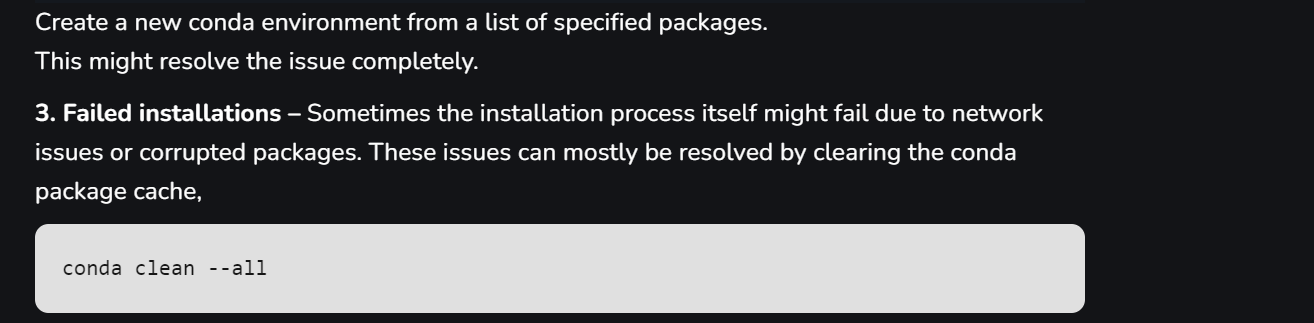 Create a new conda environment from a list of specified packages.
This might resolve the issue completely.
3. Failed installations – Sometimes the installation process itself might fail due to network
issues or corrupted packages. These issues can mostly be resolved by clearing the conda
package cache,
conda clean --all